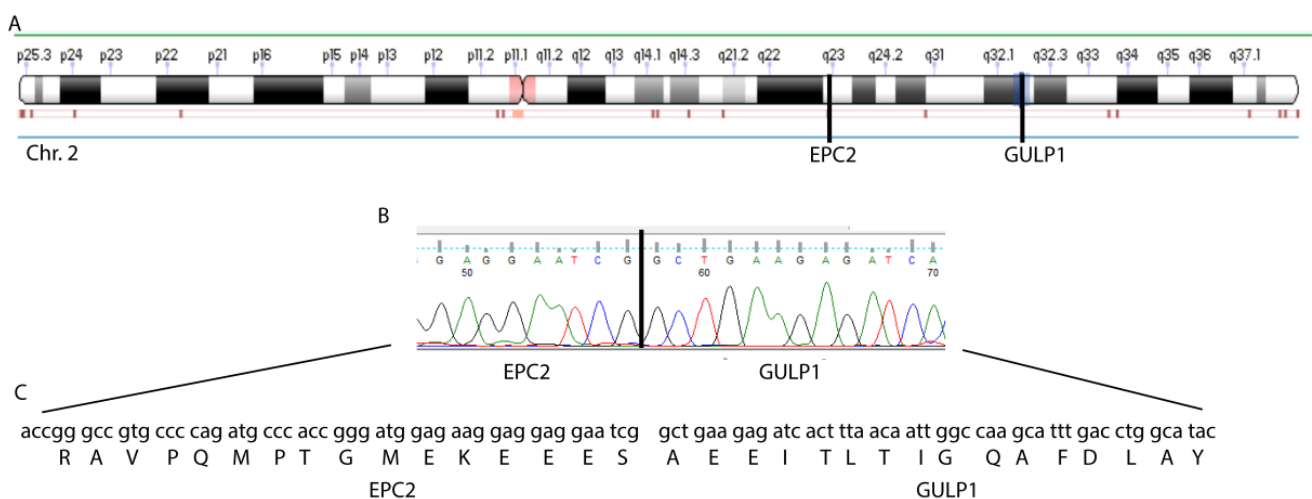 A
p25.3 p24 p23 p22 p21 p16 p15 p14 p13 p12 p11.2 p11.1 q11.2 q12 q13 q14.1 q14.3 q21.2 q22 q23 q24.2 q31 q32.1 q32.3 q33 q34 q35 q36 q37.1
Chr. 2 EPC2 GULP1
B
G A G G A A T C G G C T G A A G A G A T C A
50 60 70
EPC2 GULP1
C
accgg gcc gtg ccc cag atg ccc acc ggg atg gag aag gag gag gaa tcg gct gaa gag atc act tta aca att ggc caa gca ttt gac ctg gca tac
R A V P Q M P T G M E K E E E S A E E I T L T I G Q A F D L A Y
EPC2 GULP1